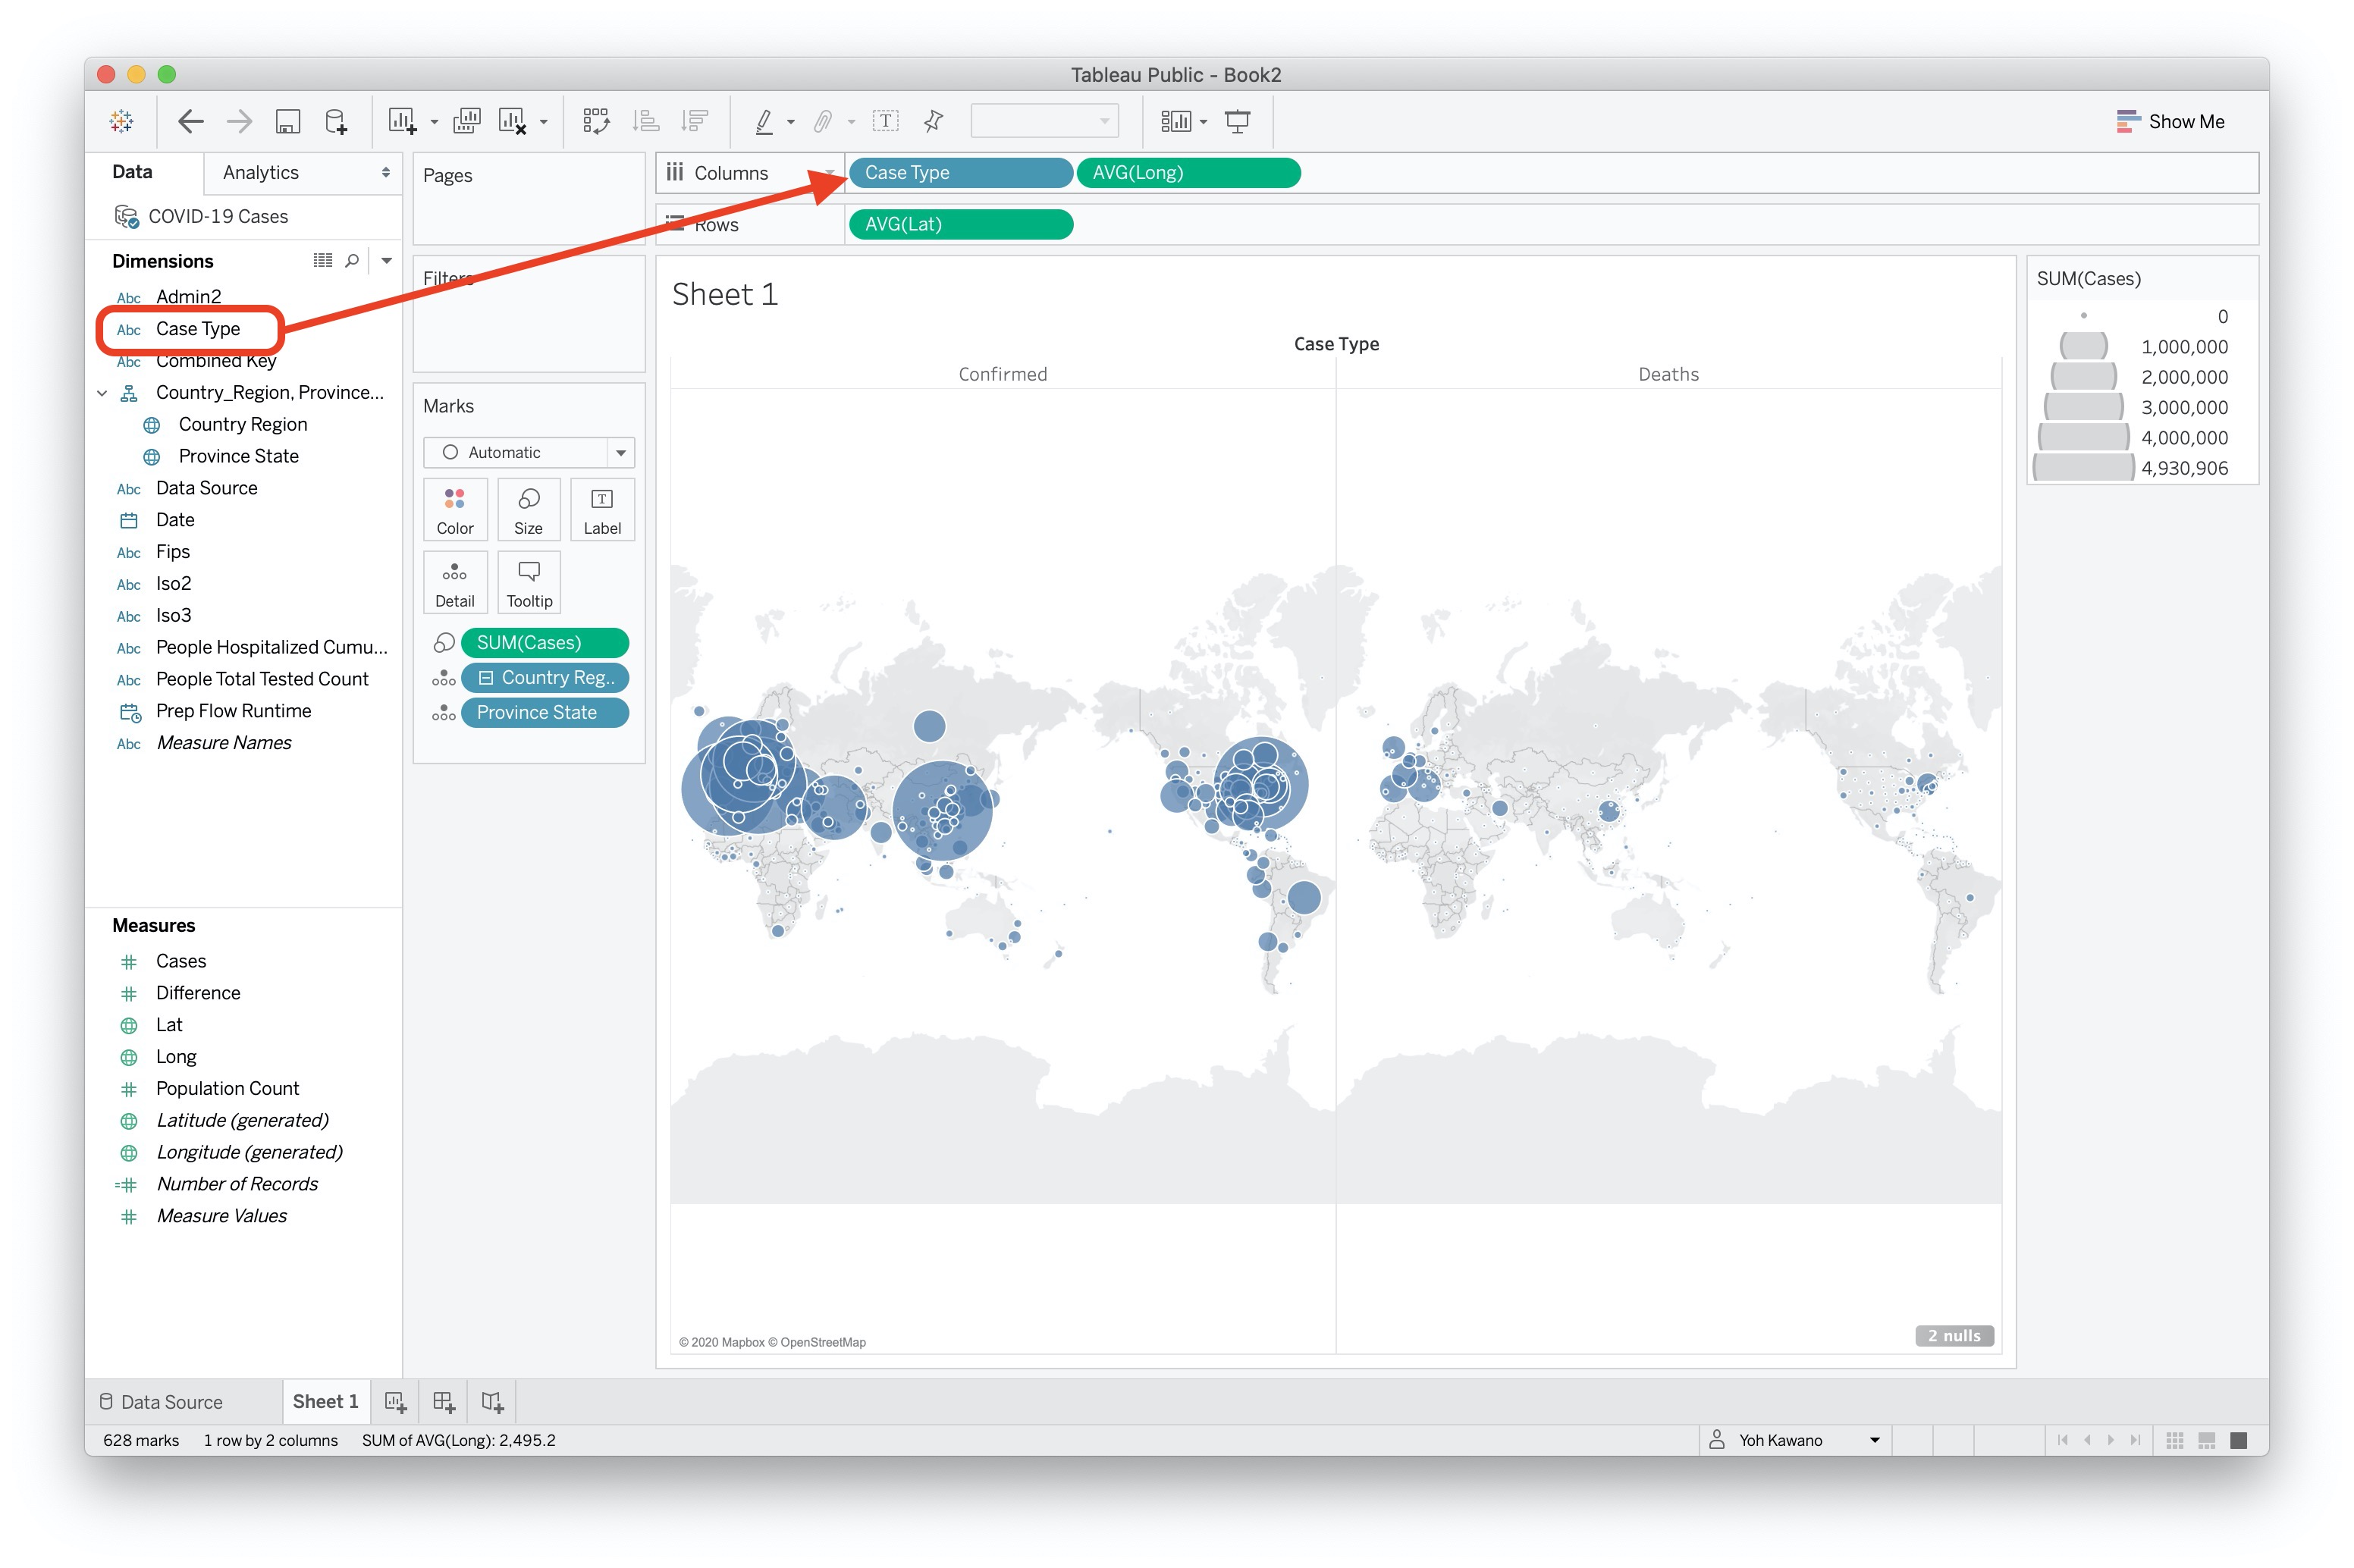 Tableau Public - Book2
Show Me
Data
Analytics
Pages
Columns
Case Type
AVG(Long)
COVID-19 Cases
Rows
AVG(Lat)
Dimensions
Filters
Sheet 1
SUM(Cases)
Abc Admin2
0
Abc Case Type
Case Type
1,000,000
Abc Combined Key
Confirmed
Deaths
2,000,000
Country_Region, Province...
Marks
3,000,000
Country Region
Automatic
4,000,000
Province State
4,930,906
Abc Data Source
Color
Size
Label
Date
Abc Fips
Abc Iso2
Detail
Tooltip
Abc Iso3
Abc People Hospitalized Cumu...
SUM(Cases)
Abc People Total Tested Count
Country Reg..
Prep Flow Runtime
Province State
Abc Measure Names
Measures
Cases
Difference
Lat
Long
Population Count
Latitude (generated)
Longitude (generated)
Number of Records
Measure Values
© 2020 Mapbox © OpenStreetMap
2 nulls
Data Source
Sheet 1
628 marks
1 row by 2 columns
SUM of AVG(Long): 2,495.2
Yoh Kawano